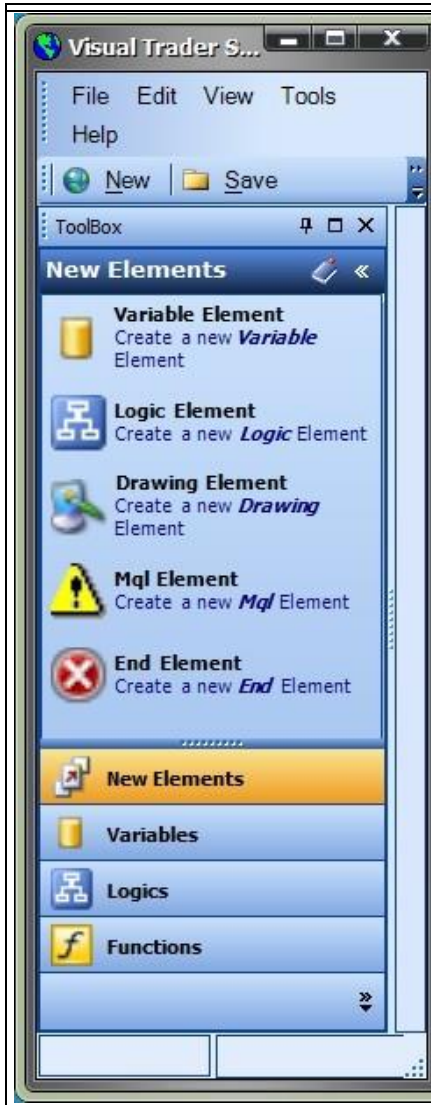 Visual Trader S...
File Edit View Tools
Help
New Save
ToolBox
New Elements
Variable Element
Create a new Variable
Element
Logic Element
Create a new Logic Element
Drawing Element
Create a new Drawing
Element
Mql Element
Create a new Mql Element
End Element
Create a new End Element
New Elements
Variables
Logics
Functions